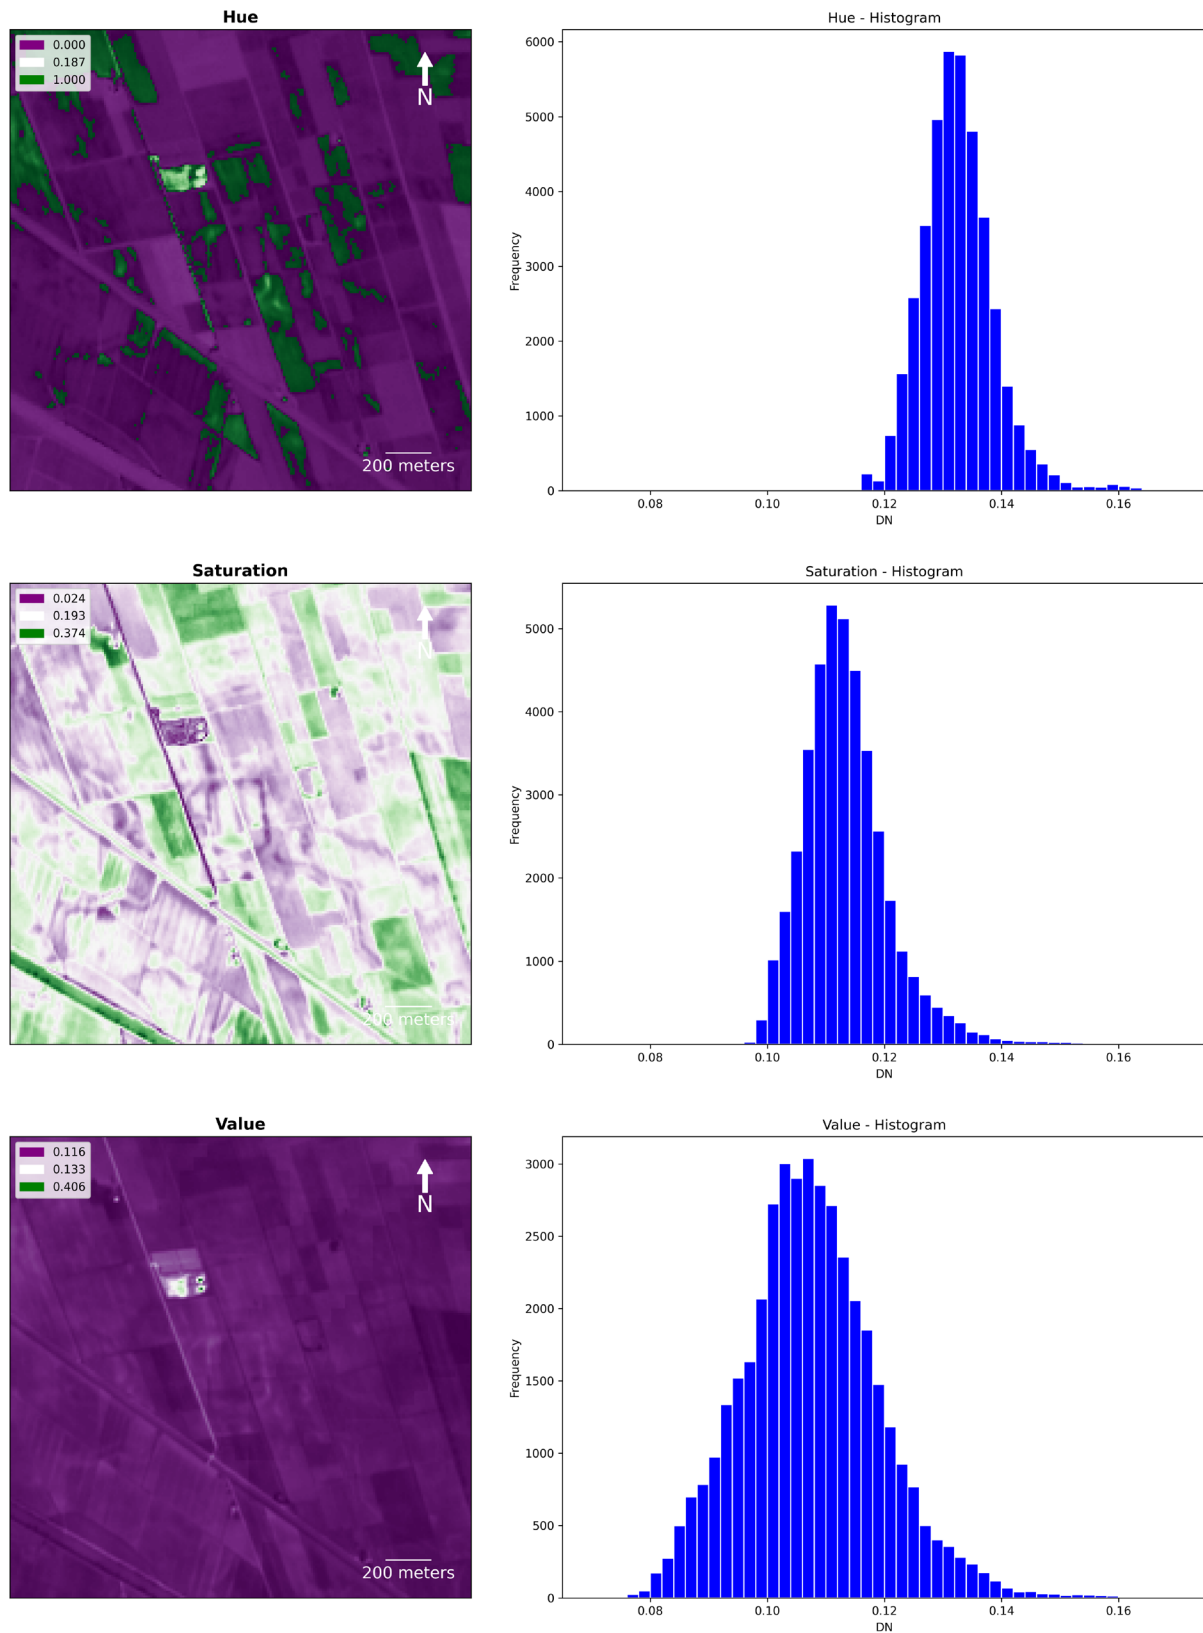 Hue
0.000
0.187
1.000
N
200 meters
Hue - Histogram
6000
5000
4000
3000
2000
1000
0
Frequency
0.08
0.10
0.12
0.14
0.16
DN
Saturation
0.024
0.193
0.374
N
200 meters
Saturation - Histogram
5000
4000
3000
2000
1000
0
Frequency
0.08
0.10
0.12
0.14
0.16
DN
Value
0.116
0.133
0.406
N
200 meters
Value - Histogram
3000
2500
2000
1500
1000
500
0
Frequency
0.08
0.10
0.12
0.14
0.16
DN